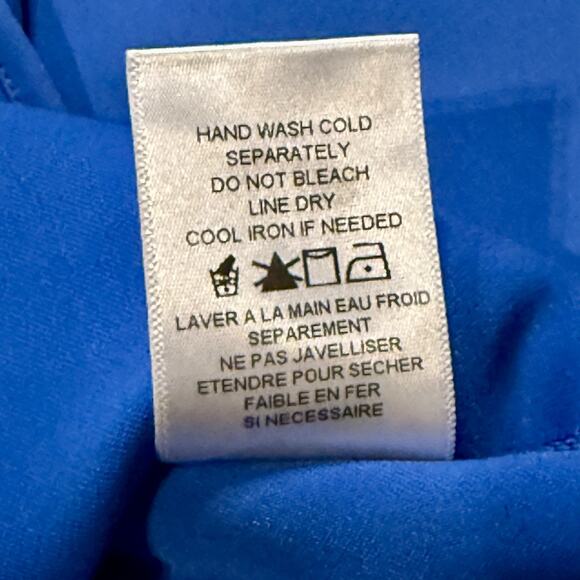 HAND WASH COLD
SEPARATELY
DO NOT BLEACH
LINE DRY
COOL IRON IF NEEDED
LAVER A LA MAIN EAU FROID
SEPAREMENT
NE PAS JAVELLISER
ETENDRE POUR SECHER
FAIBLE EN FER
SI NECESSAIRE